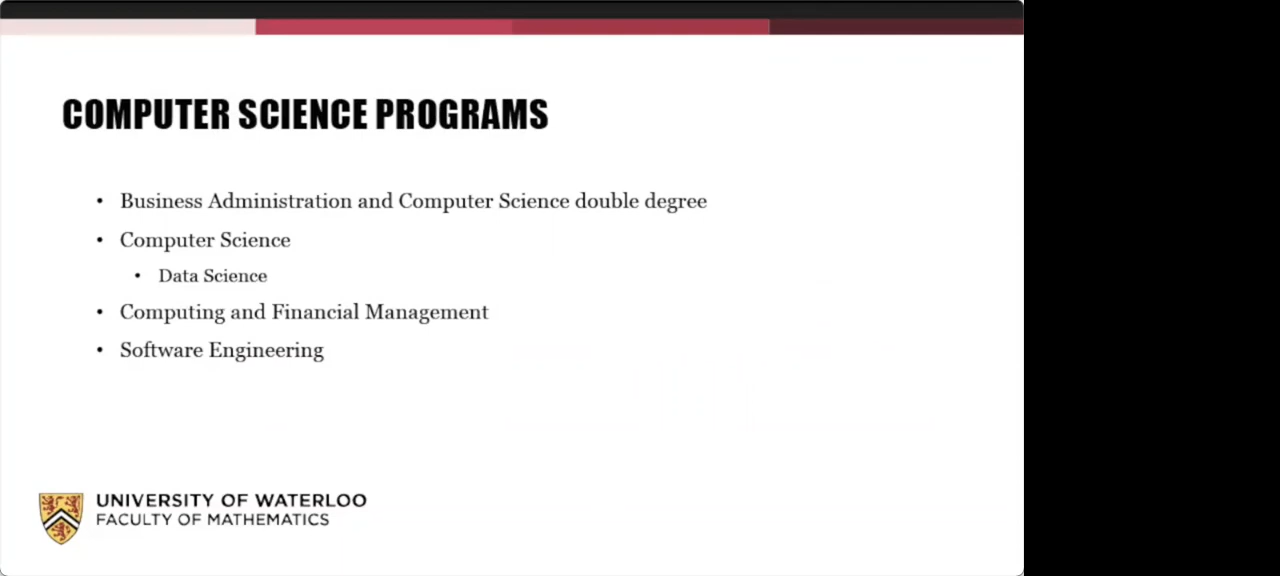 COMPUTER SCIENCE PROGRAMS
• Business Administration and Computer Science double degree
• Computer Science
• Data Science
• Computing and Financial Management
• Software Engineering
UNIVERSITY OF WATERLOO
FACULTY OF MATHEMATICS